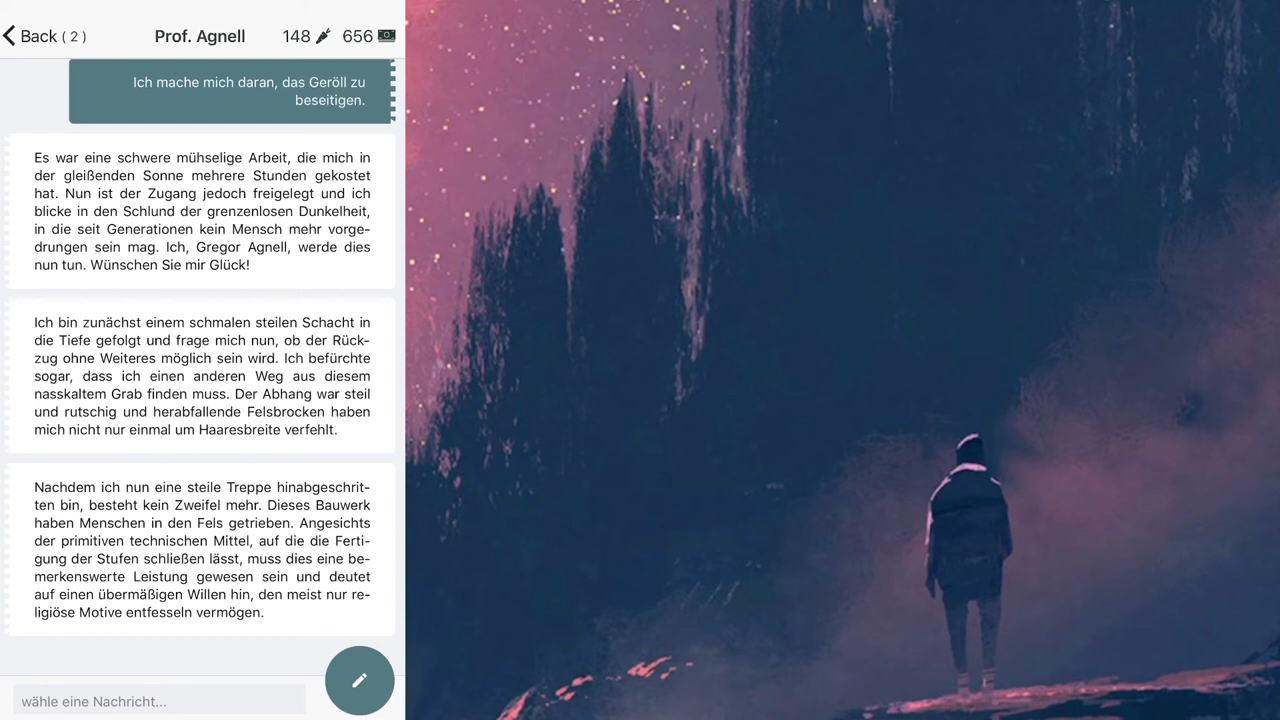 Back ( 2 )
Prof. Agnell
148
656
Ich mache mich daran, das Geröll zu
beseitigen.
Es war eine schwere mühselige Arbeit, die mich in
der gleißenden Sonne mehrere Stunden gekostet
hat. Nun ist der Zugang jedoch freigelegt und ich
blicke in den Schlund der grenzenlosen Dunkelheit,
in die seit Generationen kein Mensch mehr vorge-
drungen sein mag. Ich, Gregor Agnell, werde dies
nun tun. Wünschen Sie mir Glück!
Ich bin zunächst einem schmalen steilen Schacht in
die Tiefe gefolgt und frage mich nun, ob der Rück-
zug ohne Weiteres möglich sein wird. Ich befürchte
sogar, dass ich einen anderen Weg aus diesem
nasskaltem Grab finden muss. Der Abhang war steil
und rutschig und herabfallende Felsbrocken haben
mich nicht nur einmal um Haaresbreite verfehlt.
Nachdem ich nun eine steile Treppe hinabgeschrit-
ten bin, besteht kein Zweifel mehr. Dieses Bauwerk
haben Menschen in den Fels getrieben. Angesichts
der primitiven technischen Mittel, auf die die Ferti-
gung der Stufen schließen lässt, muss dies eine be-
merkenswerte Leistung gewesen sein und deutet
auf einen übermäßigen Willen hin, den meist nur re-
ligiöse Motive entfesseln vermögen.
wähle eine Nachricht...